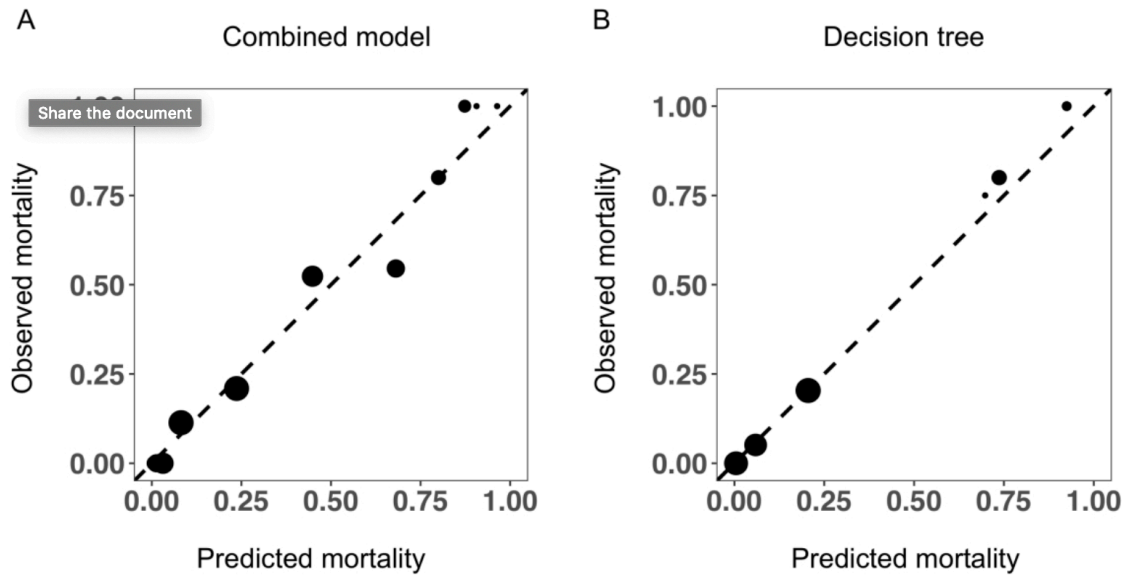 A
Combined model
Share the document
0.75
0.50
0.25
0.00
Observed mortality
0.00 0.25 0.50 0.75 1.00
Predicted mortality
B
Decision tree
1.00
0.75
0.50
0.25
0.00
Observed mortality
0.00 0.25 0.50 0.75 1.00
Predicted mortality